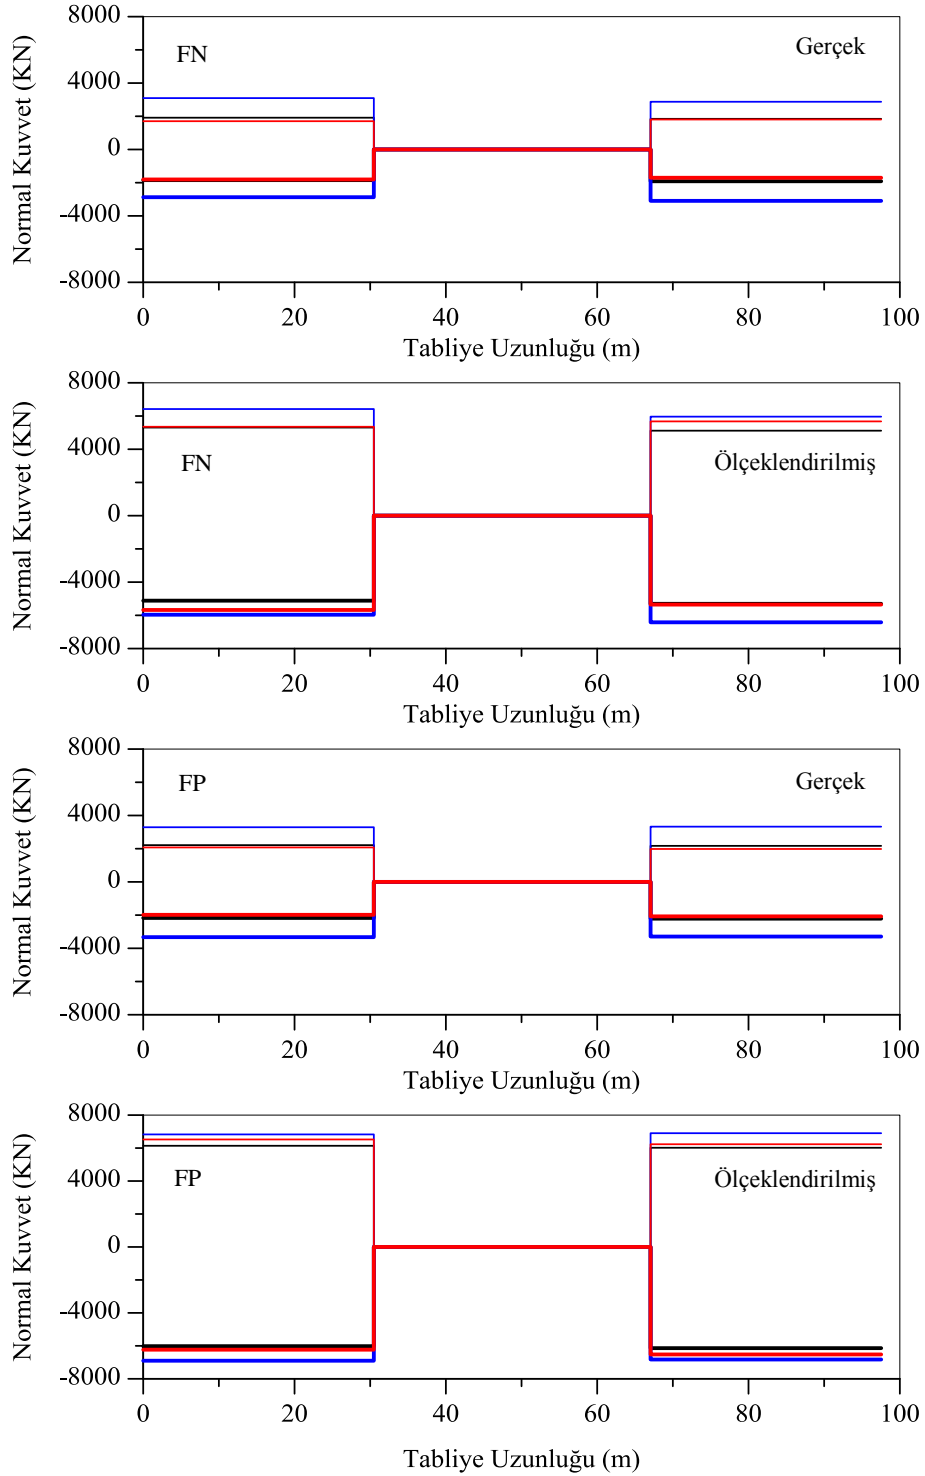 8000
FN
Gerçek
4000
0
-4000
-8000
Normal Kuvvet (KN)
0 20 40 60 80 100
Tabliye Uzunluğu (m)
8000
4000
FN
Ölçeklendirilmiş
0
-4000
-8000
Normal Kuvvet (KN)
0 20 40 60 80 100
Tabliye Uzunluğu (m)
8000
FP
Gerçek
4000
0
-4000
-8000
Normal Kuvvet (KN)
0 20 40 60 80 100
Tabliye Uzunluğu (m)
8000
4000
FP
Ölçeklendirilmiş
0
-4000
-8000
Normal Kuvvet (KN)
0 20 40 60 80 100
Tabliye Uzunluğu (m)